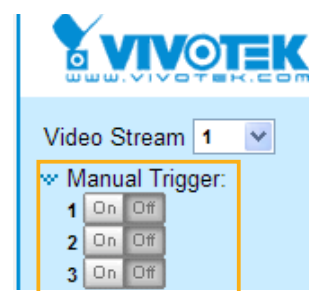 VIVOTEK
www.vivotek.com
Video Stream 1
Manual Trigger:
1 On Off
2 On Off
3 On Off